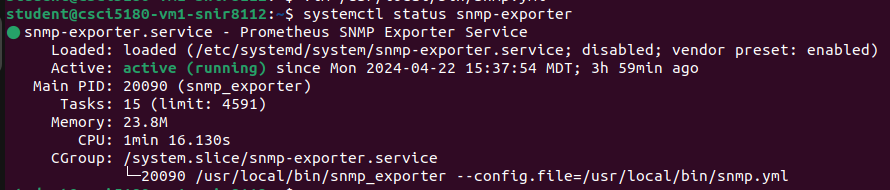 student@csci5180-vm1-snir8112:~$ systemctl status snmp-exporter
snmp-exporter.service - Prometheus SNMP Exporter Service
Loaded: loaded (/etc/systemd/system/snmp-exporter.service; disabled; vendor preset: enabled)
Active: active (running) since Mon 2024-04-22 15:37:54 MDT; 3h 59min ago
Main PID: 20090 (snmp_exporter)
Tasks: 15 (limit: 4591)
Memory: 23.8M
CPU: 1min 16.130s
CGroup: /system.slice/snmp-exporter.service
└─20090 /usr/local/bin/snmp_exporter --config.file=/usr/local/bin/snmp.yml